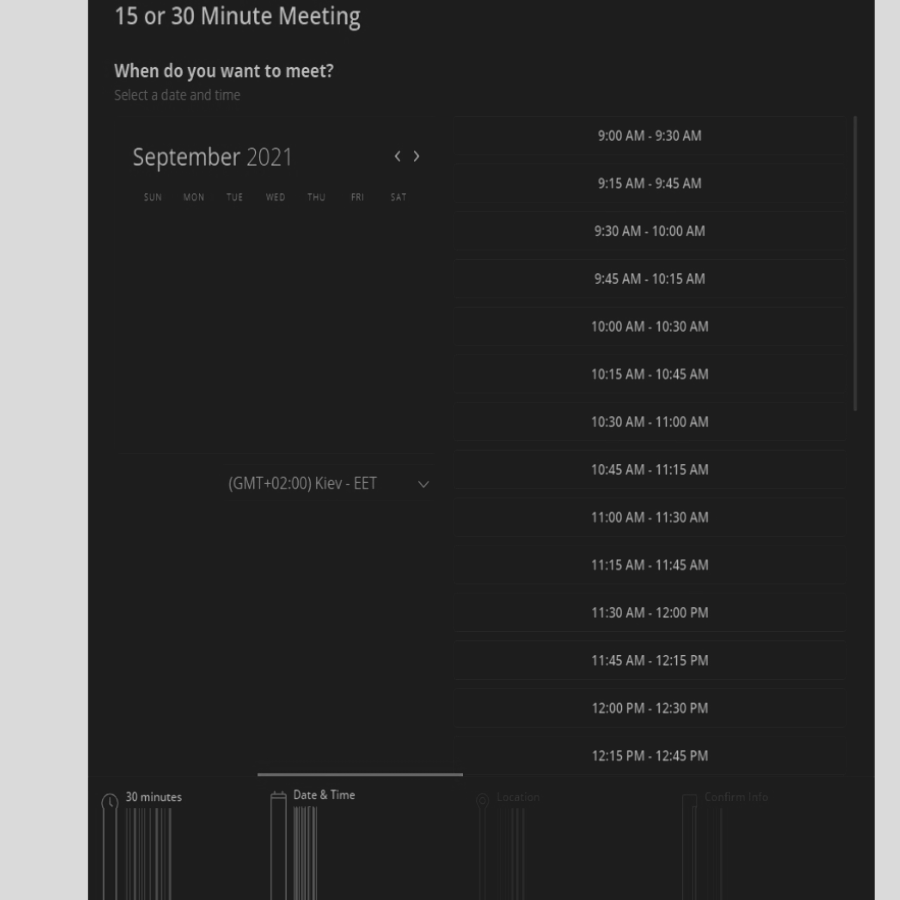 15 or 30 Minute Meeting
When do you want to meet?
Select a date and time
September 2021
SUN MON TUE WED THU FRI SAT
(GMT+02:00) Kiev - EET
9:00 AM - 9:30 AM
9:15 AM - 9:45 AM
9:30 AM - 10:00 AM
9:45 AM - 10:15 AM
10:00 AM - 10:30 AM
10:15 AM - 10:45 AM
10:30 AM - 11:00 AM
10:45 AM - 11:15 AM
11:00 AM - 11:30 AM
11:15 AM - 11:45 AM
11:30 AM - 12:00 PM
11:45 AM - 12:15 PM
12:00 PM - 12:30 PM
12:15 PM - 12:45 PM
30 minutes
Date & Time
Location
Confirm Info